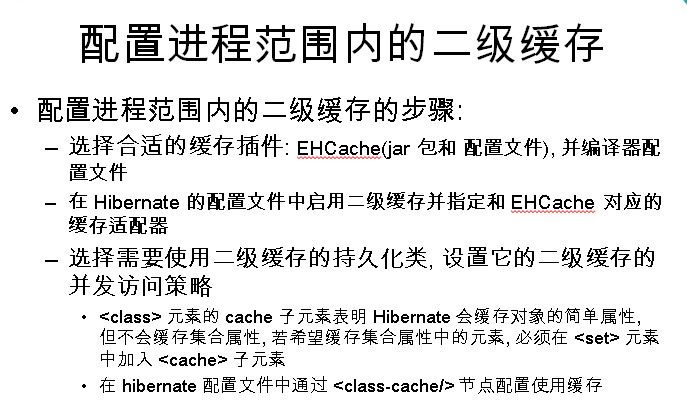 配置进程范围内的二级缓存
• 配置进程范围内的二级缓存的步骤:
– 选择合适的缓存插件: EHCache(jar 包和 配置文件), 并编译器配
置文件
– 在 Hibernate 的配置文件中启用二级缓存并指定和 EHCache 对应的
缓存适配器
– 选择需要使用二级缓存的持久化类, 设置它的二级缓存的
并发访问策略
• <class> 元素的 cache 子元素表明 Hibernate 会缓存对象的简单属性,
但不会缓存集合属性, 若希望缓存集合属性中的元素, 必须在 <set> 元素
中加入 <cache> 子元素
• 在 hibernate 配置文件中通过 <class-cache/> 节点配置使用缓存